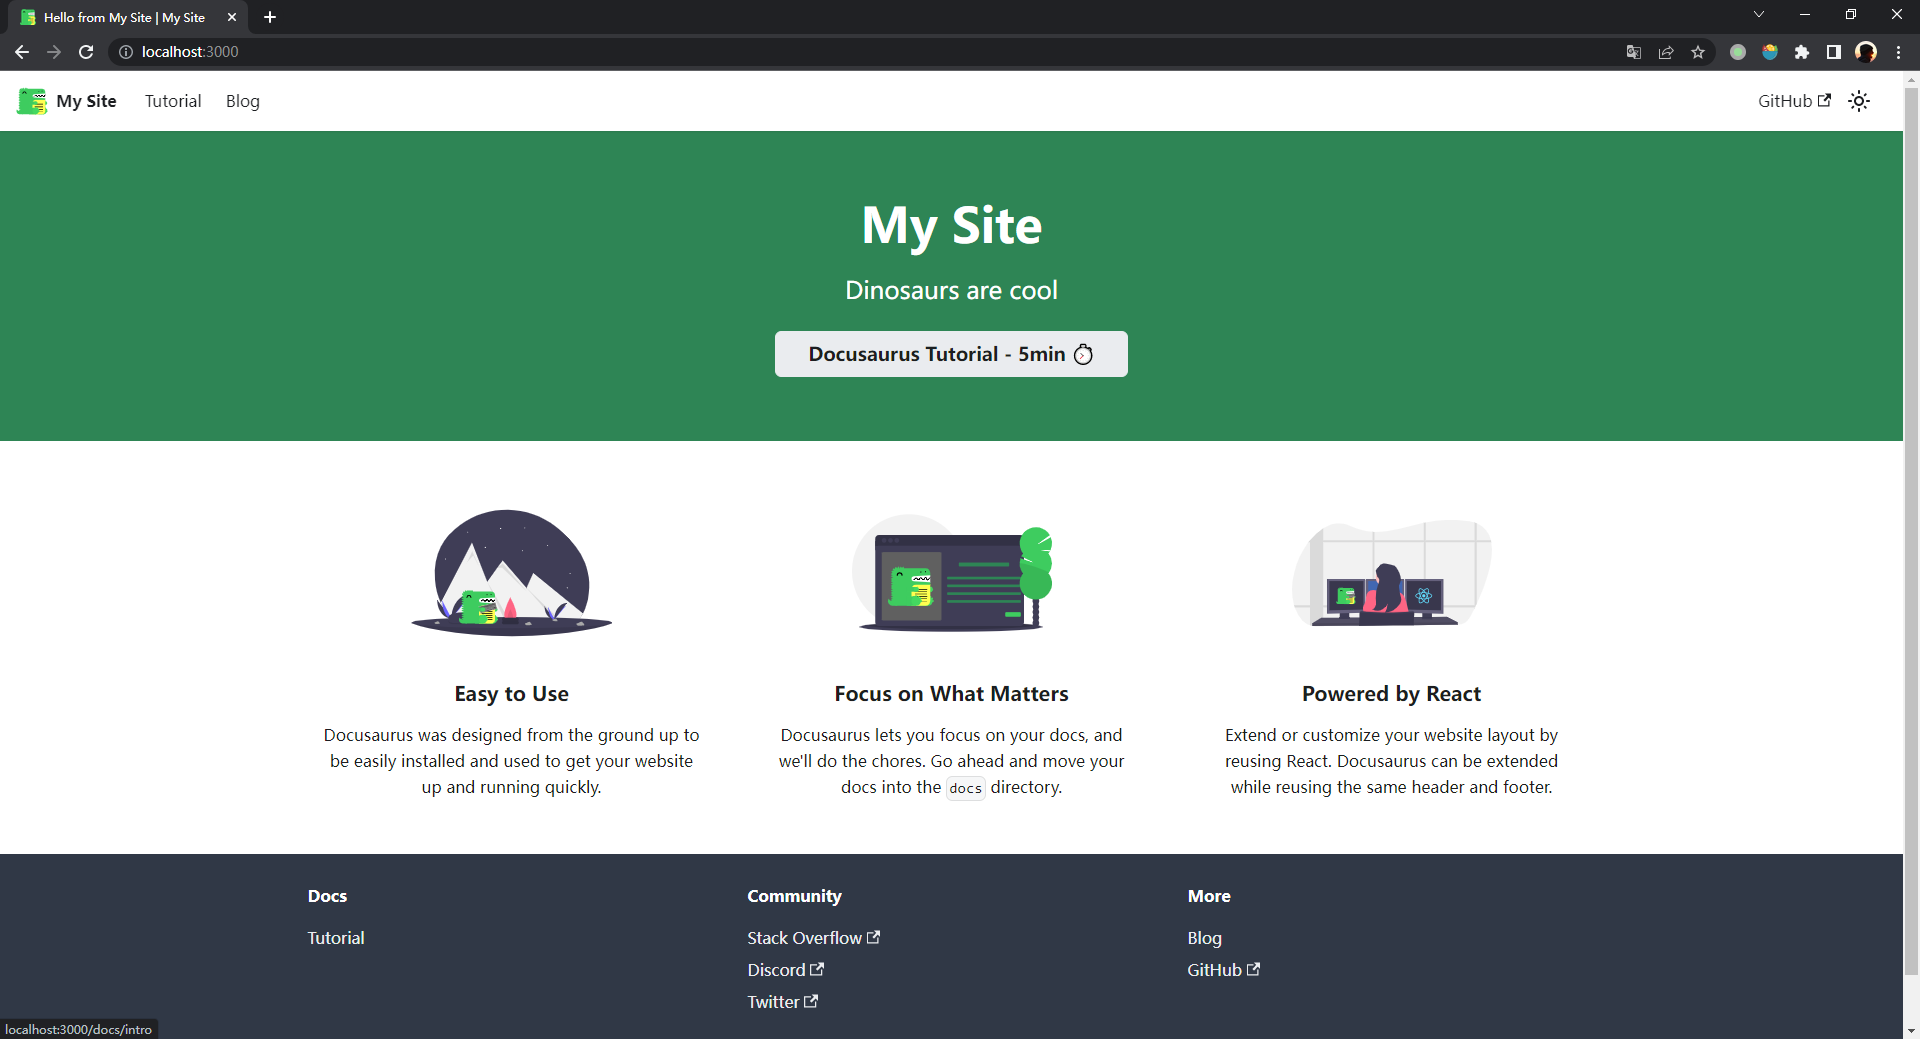 Hello from My Site | My Site
localhost:3000
My Site Tutorial Blog GitHub
My Site
Dinosaurs are cool
Docusaurus Tutorial - 5min ⏱️
Easy to Use
Docusaurus was designed from the ground up to
be easily installed and used to get your website
up and running quickly.
Focus on What Matters
Docusaurus lets you focus on your docs, and
we'll do the chores. Go ahead and move your
docs into the docs directory.
Powered by React
Extend or customize your website layout by
reusing React. Docusaurus can be extended
while reusing the same header and footer.
Docs
Tutorial
Community
Stack Overflow
Discord
Twitter
More
Blog
GitHub
localhost:3000/docs/intro